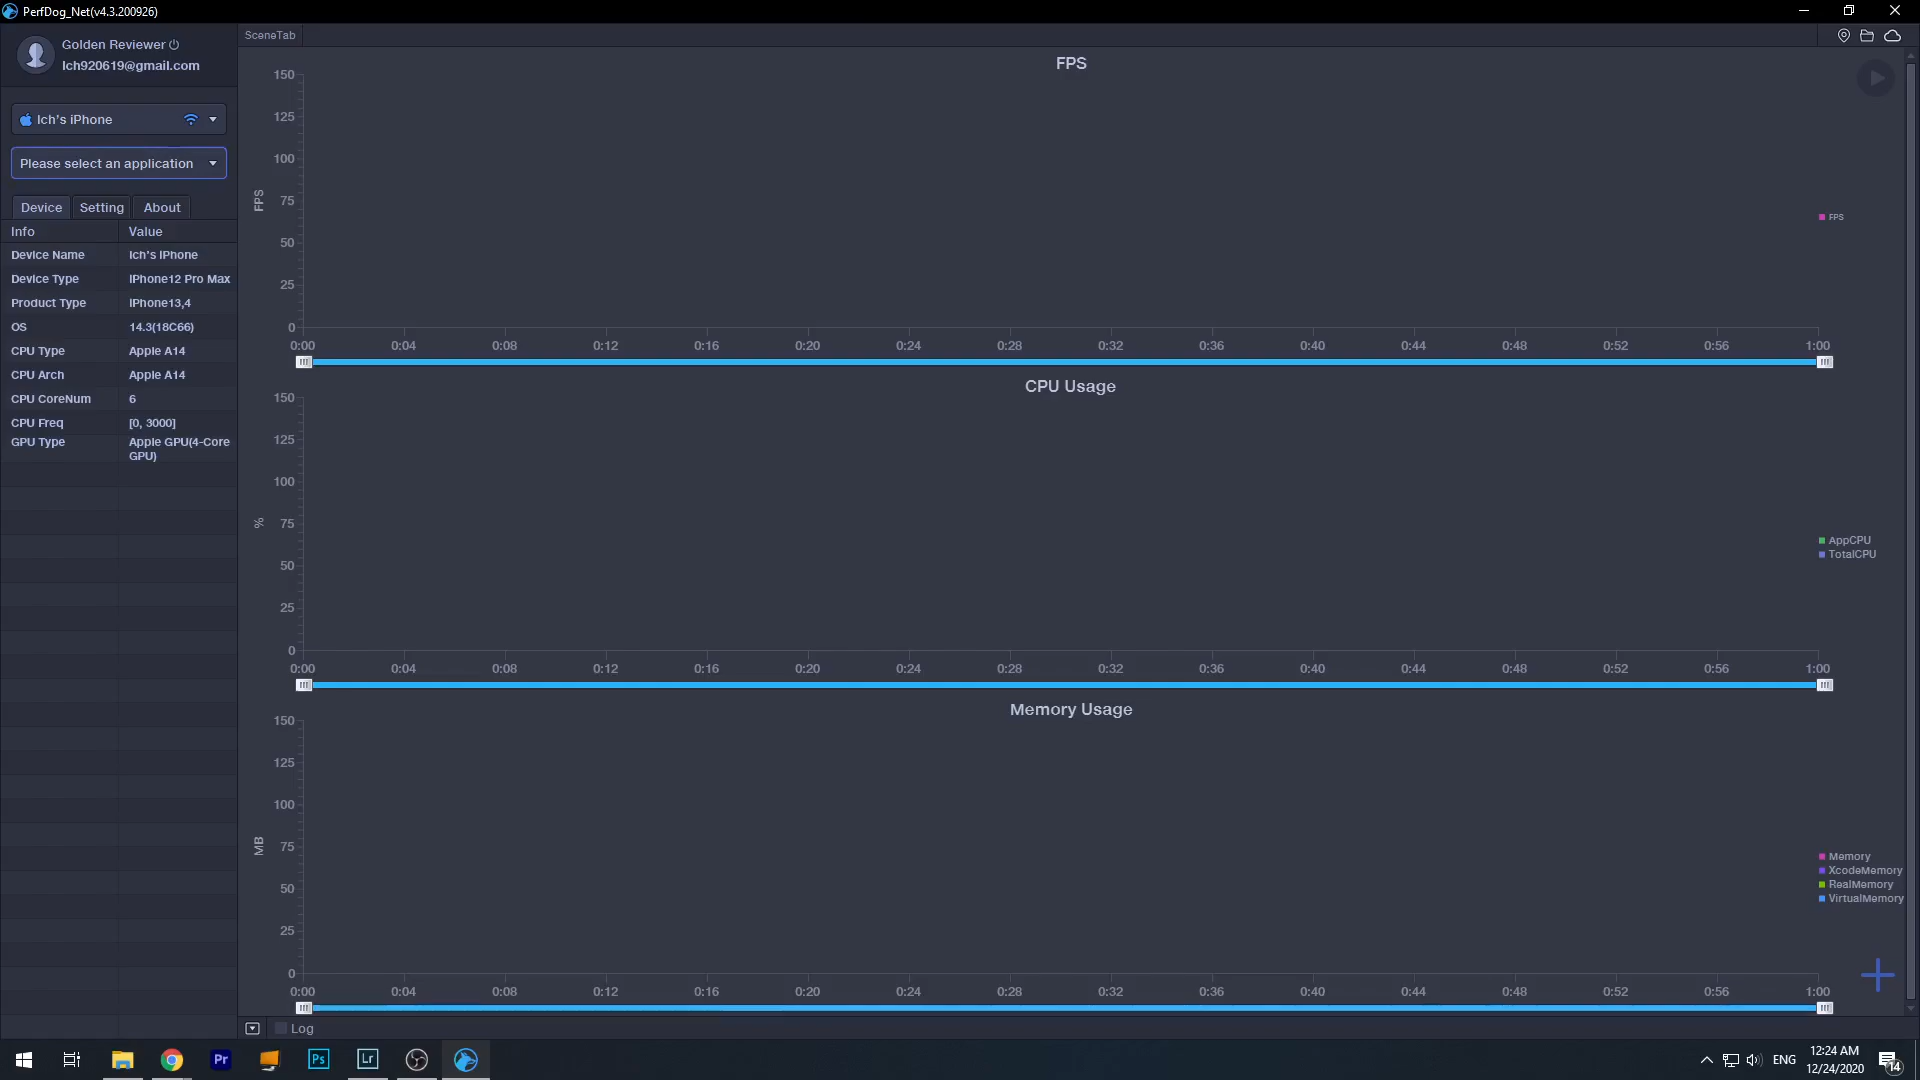 PerfDog_Net(v4.3.200926)
Golden Reviewer
lch920619@gmail.com
SceneTab
lch's iPhone
Please select an application
Device Setting About
Info Value
Device Name lch's iPhone
Device Type iPhone12 Pro Max
Product Type iPhone13,4
OS 14.3(18C66)
CPU Type Apple A14
CPU Arch Apple A14
CPU CoreNum 6
CPU Freq [0, 3000]
GPU Type Apple GPU(4-Core
GPU)
FPS
150
125
100
75
50
25
0
FPS
FPS
0:00 0:04 0:08 0:12 0:16 0:20 0:24 0:28 0:32 0:36 0:40 0:44 0:48 0:52 0:56 1:00
CPU Usage
150
125
100
75
50
25
0
%
AppCPU
TotalCPU
0:00 0:04 0:08 0:12 0:16 0:20 0:24 0:28 0:32 0:36 0:40 0:44 0:48 0:52 0:56 1:00
Memory Usage
150
125
100
75
50
25
0
MB
Memory
XcodeMemory
RealMemory
VirtualMemory
0:00 0:04 0:08 0:12 0:16 0:20 0:24 0:28 0:32 0:36 0:40 0:44 0:48 0:52 0:56 1:00
Log
Pr
Ps
Lr
ENG
12:24 AM
12/24/2020
14